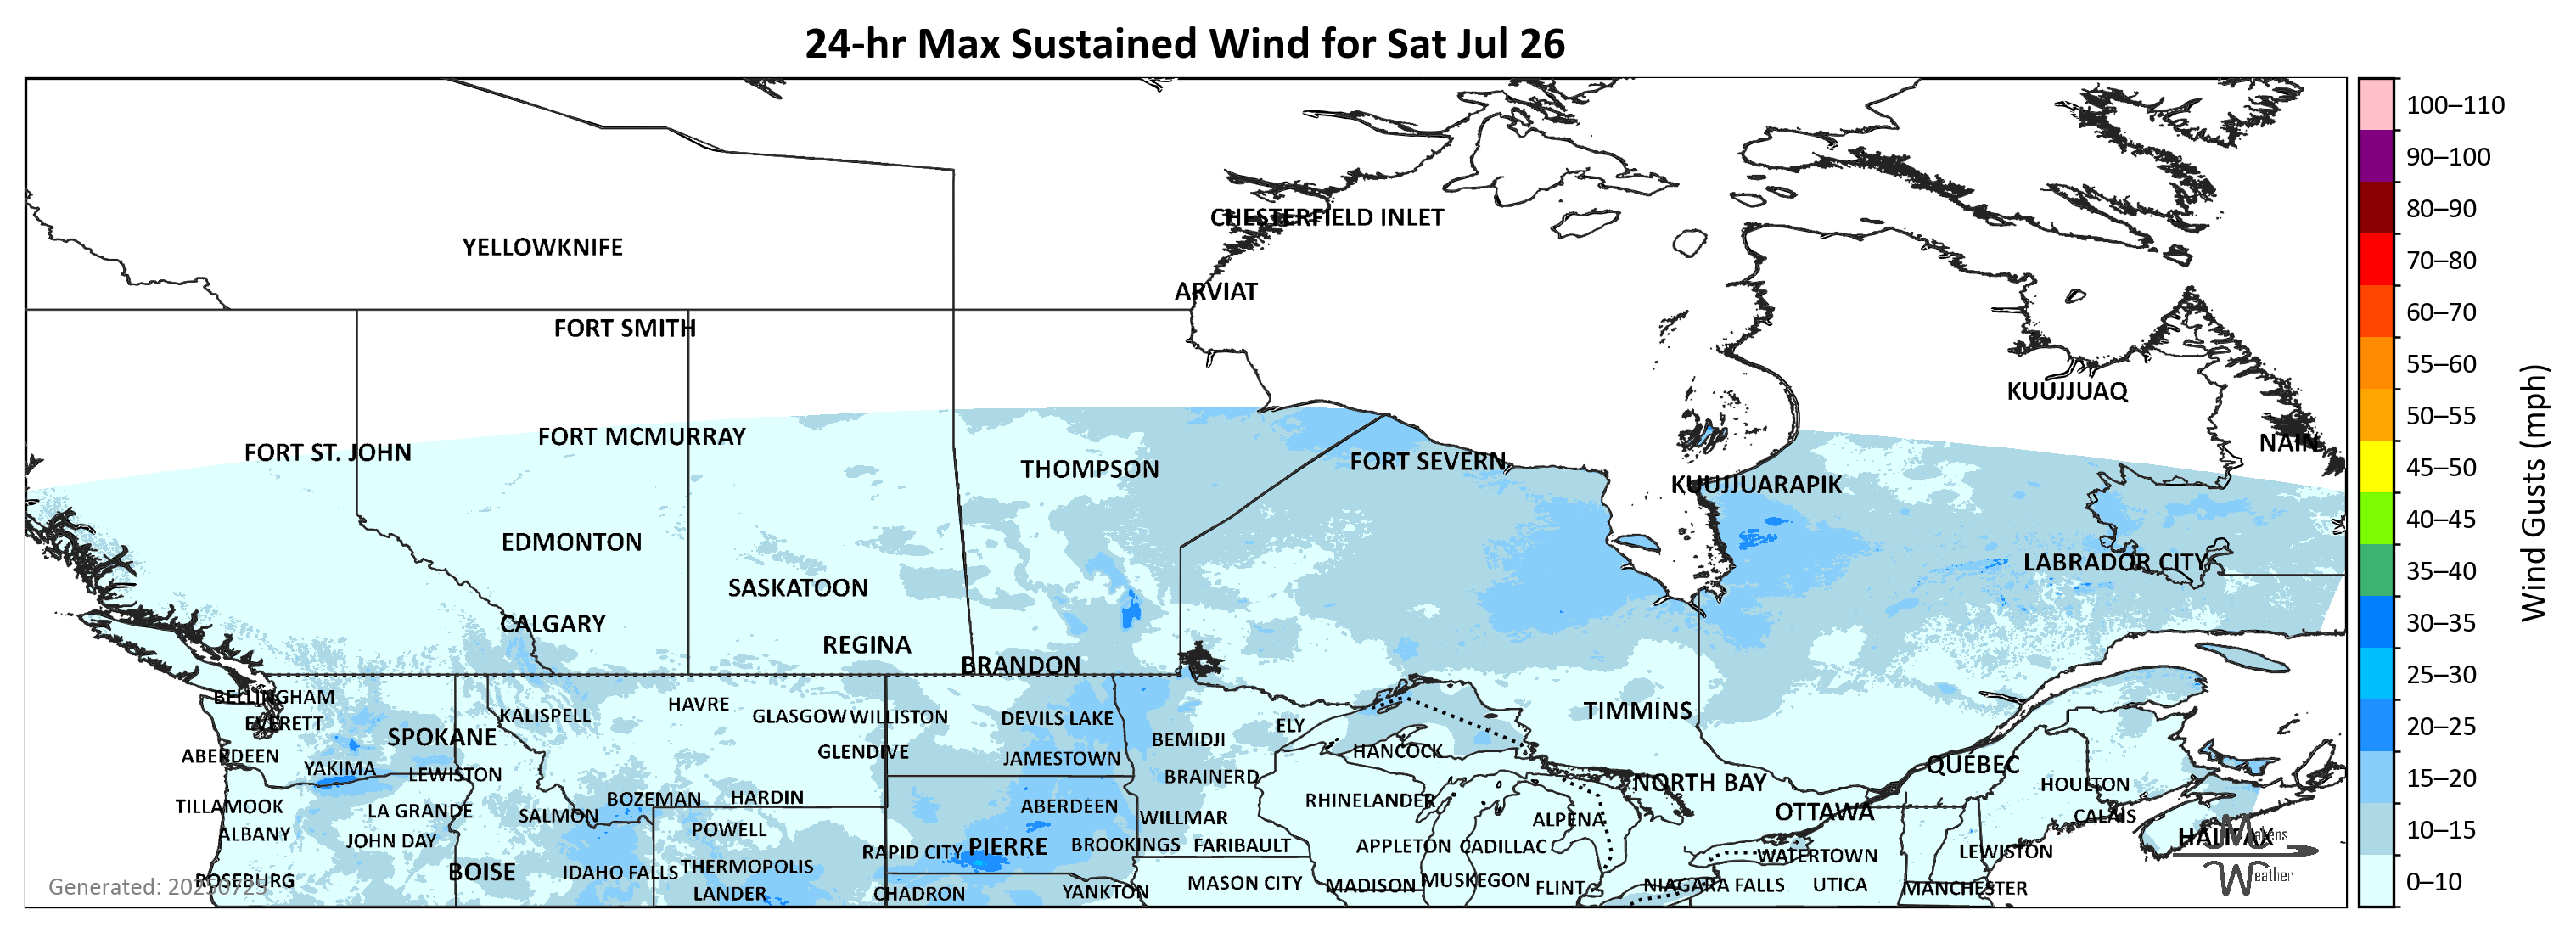 24-hr Max Sustained Wind for Sat Jul 26
CHESTERFIELD INLET
YELLOWKNIFE
ARVIAT
FORT SMITH
KUUJJUAQ
FORT MCMURRAY
NAIN
FORT ST. JOHN
FORT SEVERN
THOMPSON
KUUJJUARAPIK
EDMONTON
LABRADOR CITY
SASKATOON
CALGARY
REGINA
BRANDON
BELLINGHAM
HAVRE
TIMMINS
KALISPELL
GLASGOW
WILLISTON
DEVILS LAKE
EVERETT
ELY
SPOKANE
BEMIDJI
GLENDIVE
HANCOCK
ABERDEEN
JAMESTOWN
QUÉBEC
YAKIMA
LEWISTON
BRAINERD
NORTH BAY
HOULTON
BOZEMAN
HARDIN
RHINELANDER
TILLAMOOK
LA GRANDE
ABERDEEN
OTTAWA
SALMON
WILLMAR
ALPENA
CALAIS
ALBANY
POWELL
HALIFAX
JOHN DAY
RAPID CITY
PIERRE
BROOKINGS
FARIBAULT
APPLETON
CADILLAC
WATERTOWN
LEWISTON
BOISE
IDAHO FALLS
THERMOPOLIS
ROSEBURG
MASON CITY
MADISON
MUSKEGON
FLINT
NIAGARA FALLS
UTICA
MANCHESTER
LANDER
CHADRON
YANKTON
Generated: 20250725
Makens
Weather
100–110
90–100
80–90
70–80
60–70
55–60
50–55
45–50
40–45
35–40
30–35
25–30
20–25
15–20
10–15
0–10
Wind Gusts (mph)